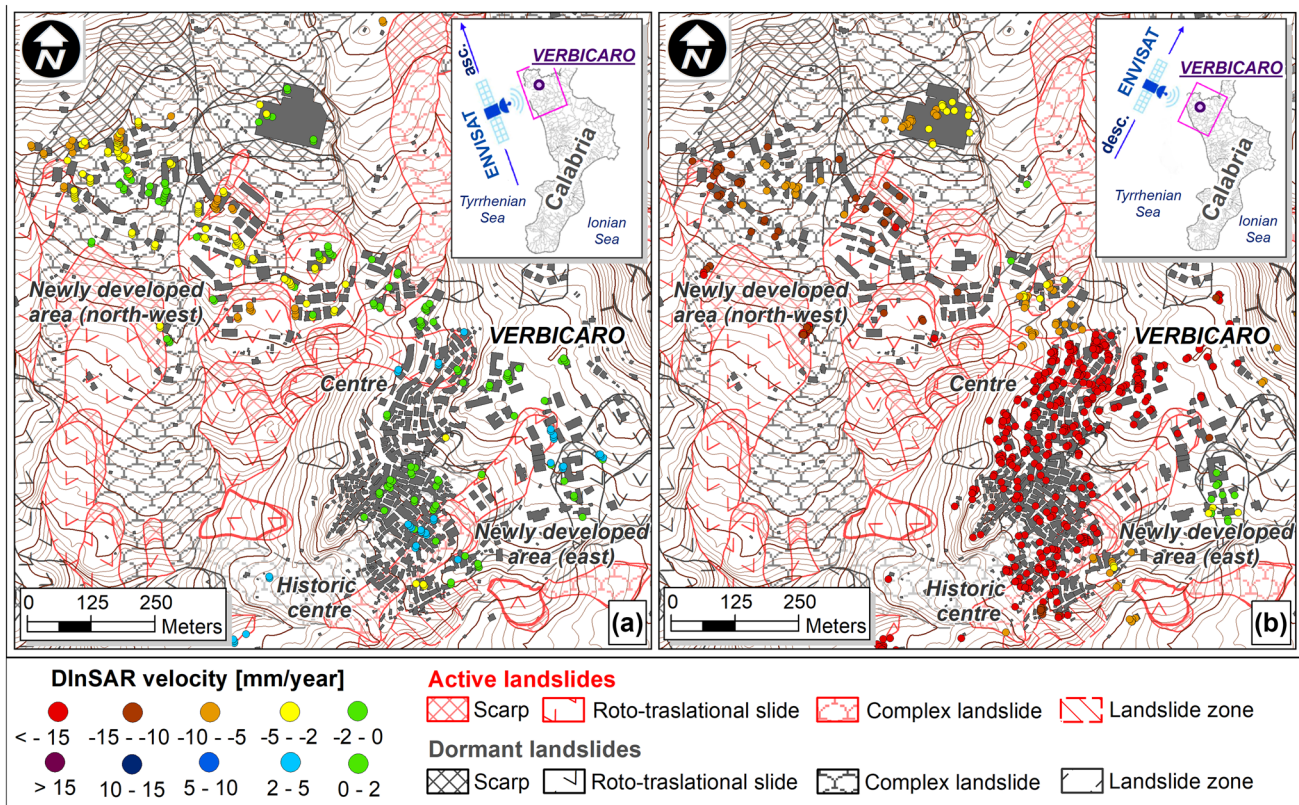 N
asc.
ENVISAT
VERBICARO
Calabria
Tyrrhenian
Sea
Ionian
Sea
Newly developed
area (north-west)
VERBICARO
Centre
Newly developed
area (east)
Historic
centre
0 125 250
Meters
(a)
N
desc.
ENVISAT
VERBICARO
Calabria
Tyrrhenian
Sea
Ionian
Sea
Newly developed
area (north-west)
VERBICARO
Centre
Newly developed
area (east)
Historic
centre
0 125 250
Meters
(b)
DInSAR velocity [mm/year]
< - 15 -15 --10 -10 --5 -5 --2 -2-0
> 15 10 - 15 5 - 10 2 - 5 0 - 2
Active landslides
Scarp Roto-traslational slide Complex landslide Landslide zone
Dormant landslides
Scarp Roto-traslational slide Complex landslide Landslide zone